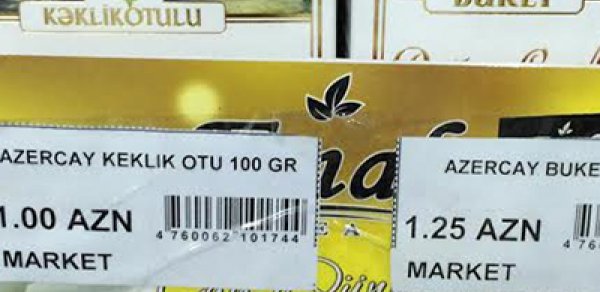 KƏKLİKOTULU
BUKET
AZERCAY KEKLIK OTU 100 GR
1.00 AZN
4 760062 101744
MARKET
AZERCAY BUKE
1.25 AZN
MARKET